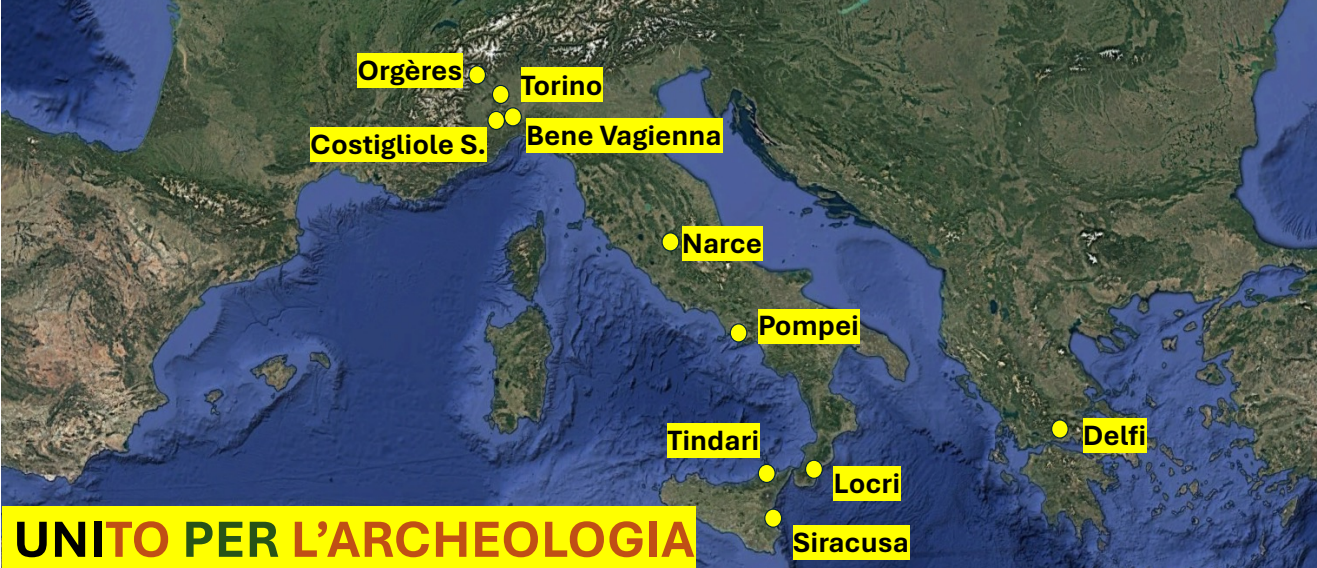 Orgères
Torino
Costigliole S.
Bene Vagienna
Narce
Pompei
Tindari
Delfi
Locri
Siracusa
UNITO PER L'ARCHEOLOGIA